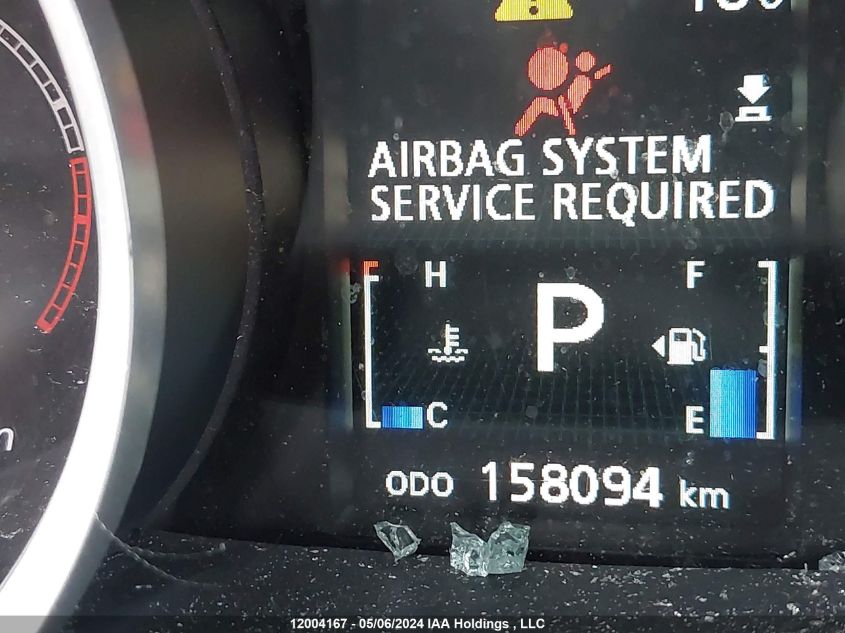 AIRBAG SYSTEM
SERVICE REQUIRED
H F
P
C E
ODO 158094 km
12004167 - 05/06/2024 IAA Holdings , LLC